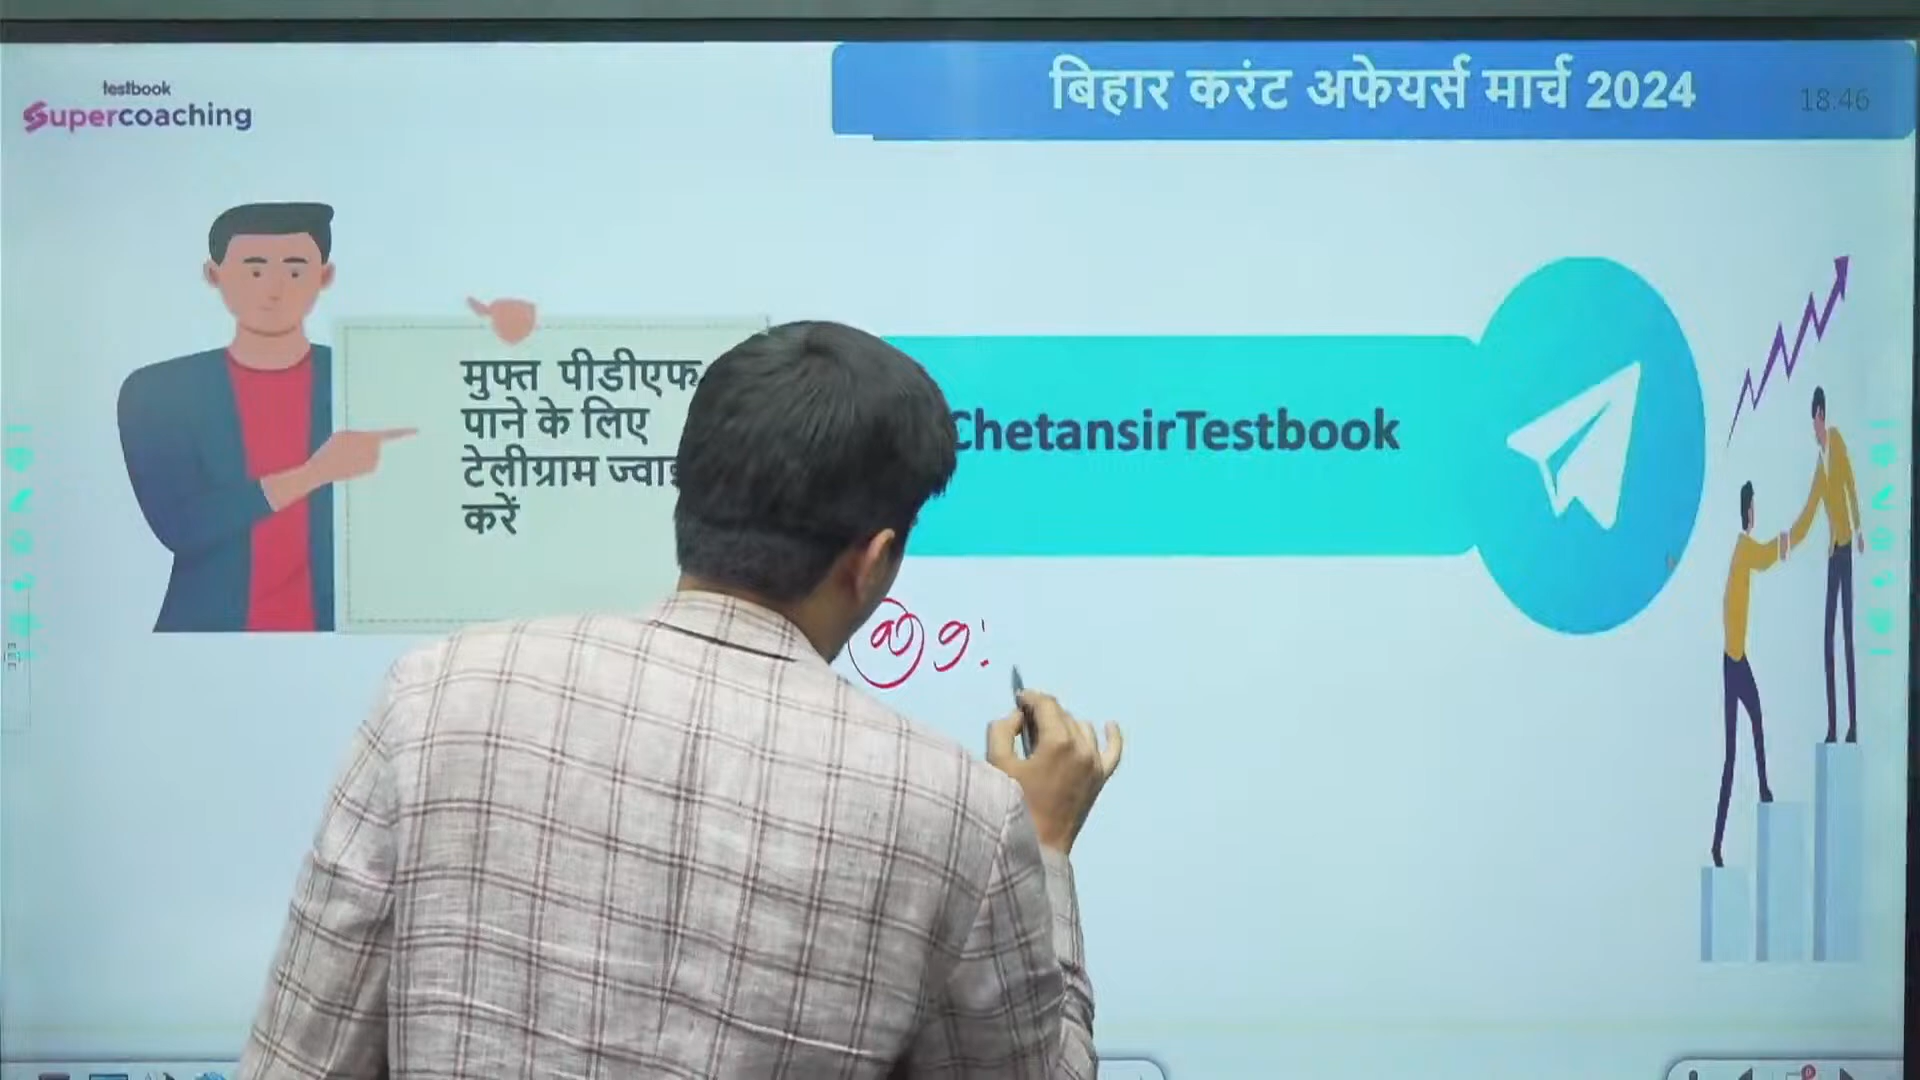 testbook
Supercoaching
बिहार करंट अफेयर्स मार्च 2024
18.46
मुफ्त पीडीएफ
पाने के लिए
टेलीग्राम ज्वाइ
करें
ChetansirTestbook